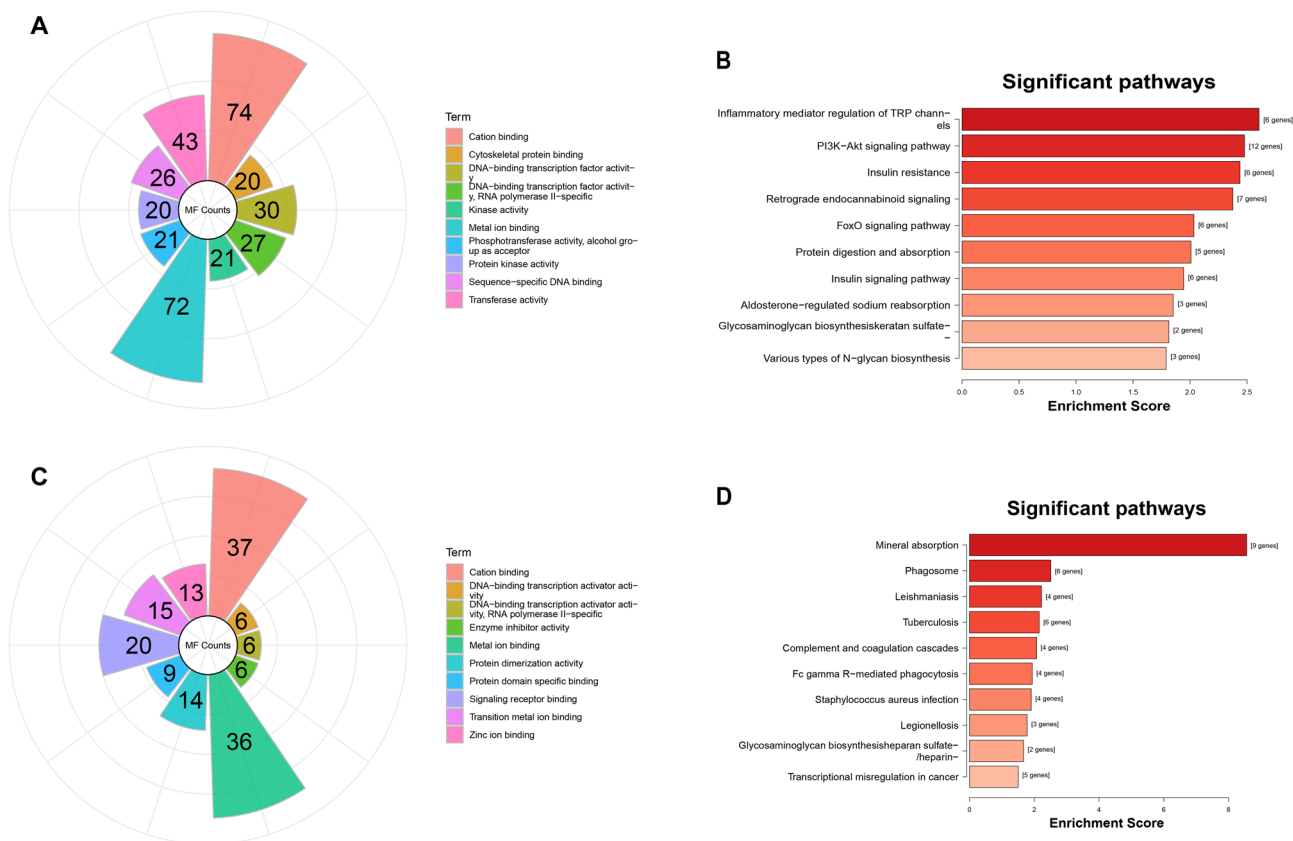 A
74
43
20
26
30
20
MF Counts
27
21
21
72
Term
Cation binding
Cytoskeletal protein binding
DNA−binding transcription factor activit−
y
DNA−binding transcription factor activit−
y, RNA polymerase II−specific
Kinase activity
Metal ion binding
Phosphotransferase activity, alcohol gro−
up as acceptor
Protein kinase activity
Sequence−specific DNA binding
Transferase activity
B
Significant pathways
Inflammatory mediator regulation of TRP chann−
els
[6 genes]
PI3K−Akt signaling pathway
[12 genes]
Insulin resistance
[6 genes]
Retrograde endocannabinoid signaling
[7 genes]
FoxO signaling pathway
[6 genes]
Protein digestion and absorption
[5 genes]
Insulin signaling pathway
[6 genes]
Aldosterone−regulated sodium reabsorption
[3 genes]
Glycosaminoglycan biosynthesiskeratan sulfate−
−
[2 genes]
Various types of N−glycan biosynthesis
[3 genes]
0.0 0.5 1.0 1.5 2.0 2.5
Enrichment Score
C
37
13
15
6
20
MF Counts
6
9
6
14
36
Term
Cation binding
DNA−binding transcription activator acti−
vity
DNA−binding transcription activator acti−
vity, RNA polymerase II−specific
Enzyme inhibitor activity
Metal ion binding
Protein dimerization activity
Protein domain specific binding
Signaling receptor binding
Transition metal ion binding
Zinc ion binding
D
Significant pathways
Mineral absorption
[9 genes]
Phagosome
[6 genes]
Leishmaniasis
[4 genes]
Tuberculosis
[6 genes]
Complement and coagulation cascades
[4 genes]
Fc gamma R−mediated phagocytosis
[4 genes]
Staphylococcus aureus infection
[4 genes]
Legionellosis
[3 genes]
Glycosaminoglycan biosynthesisheparan sulfate−
/heparin−
[2 genes]
Transcriptional misregulation in cancer
[5 genes]
0 2 4 6 8
Enrichment Score